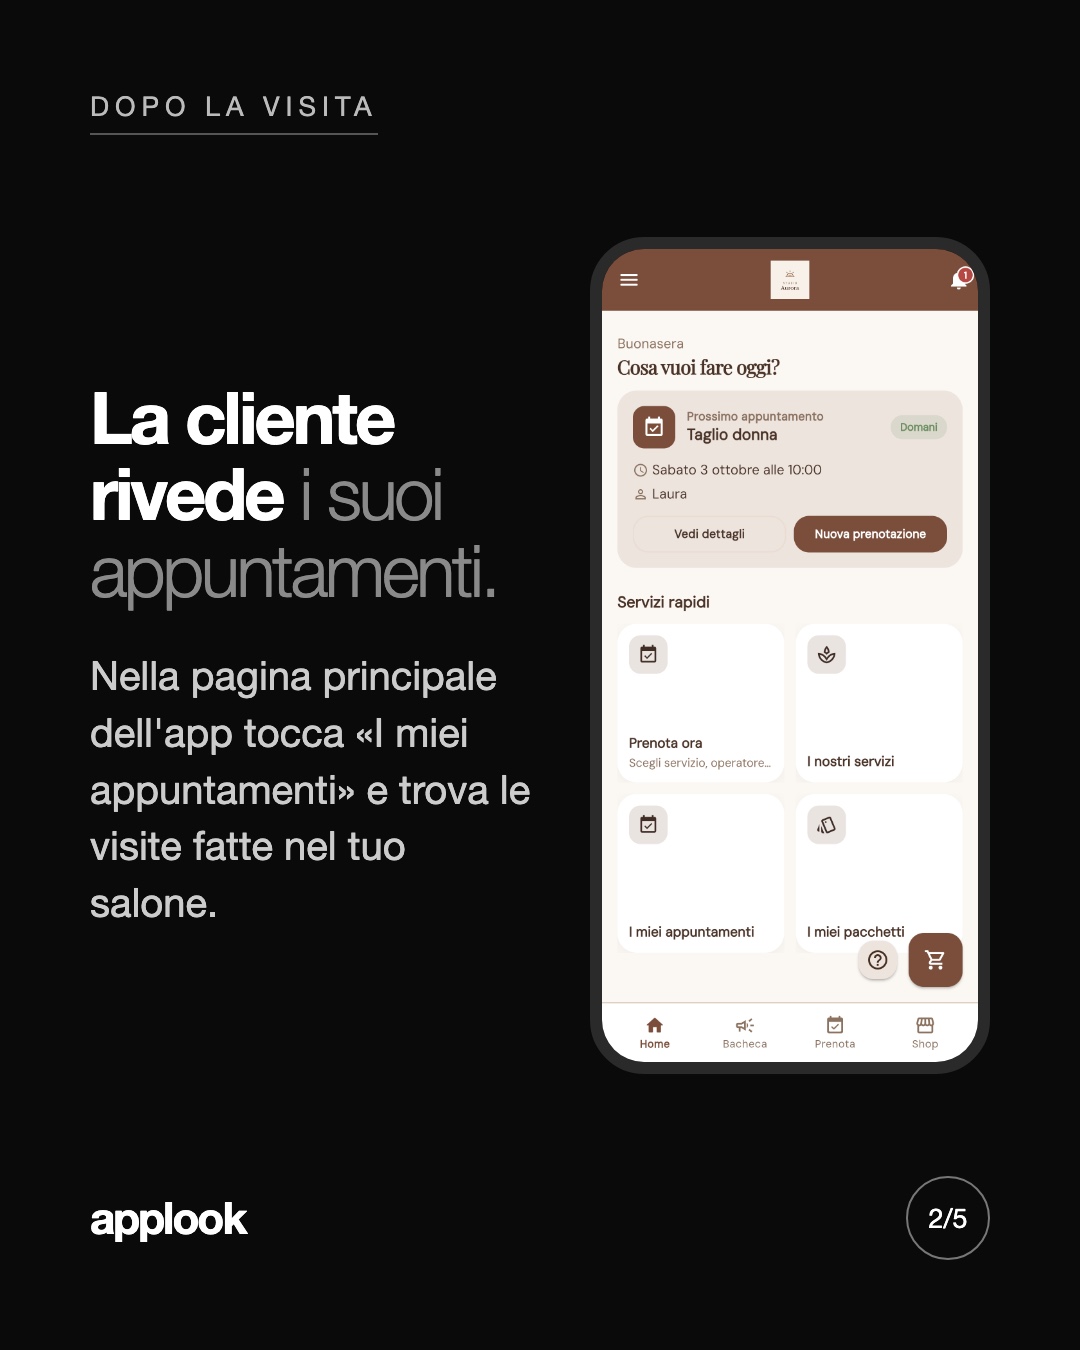 DOPO LA VISITA
La cliente
rivede i suoi
appuntamenti.
Nella pagina principale
dell'app tocca «I miei
appuntamenti» e trova le
visite fatte nel tuo
salone.
Aurora
1
Buonasera
Cosa vuoi fare oggi?
Prossimo appuntamento
Taglio donna
Domani
Sabato 3 ottobre alle 10:00
Laura
Vedi dettagli
Nuova prenotazione
Servizi rapidi
Prenota ora
Scegli servizio, operatore...
I nostri servizi
I miei appuntamenti
I miei pacchetti
Home
Bacheca
Prenota
Shop
applook
2/5